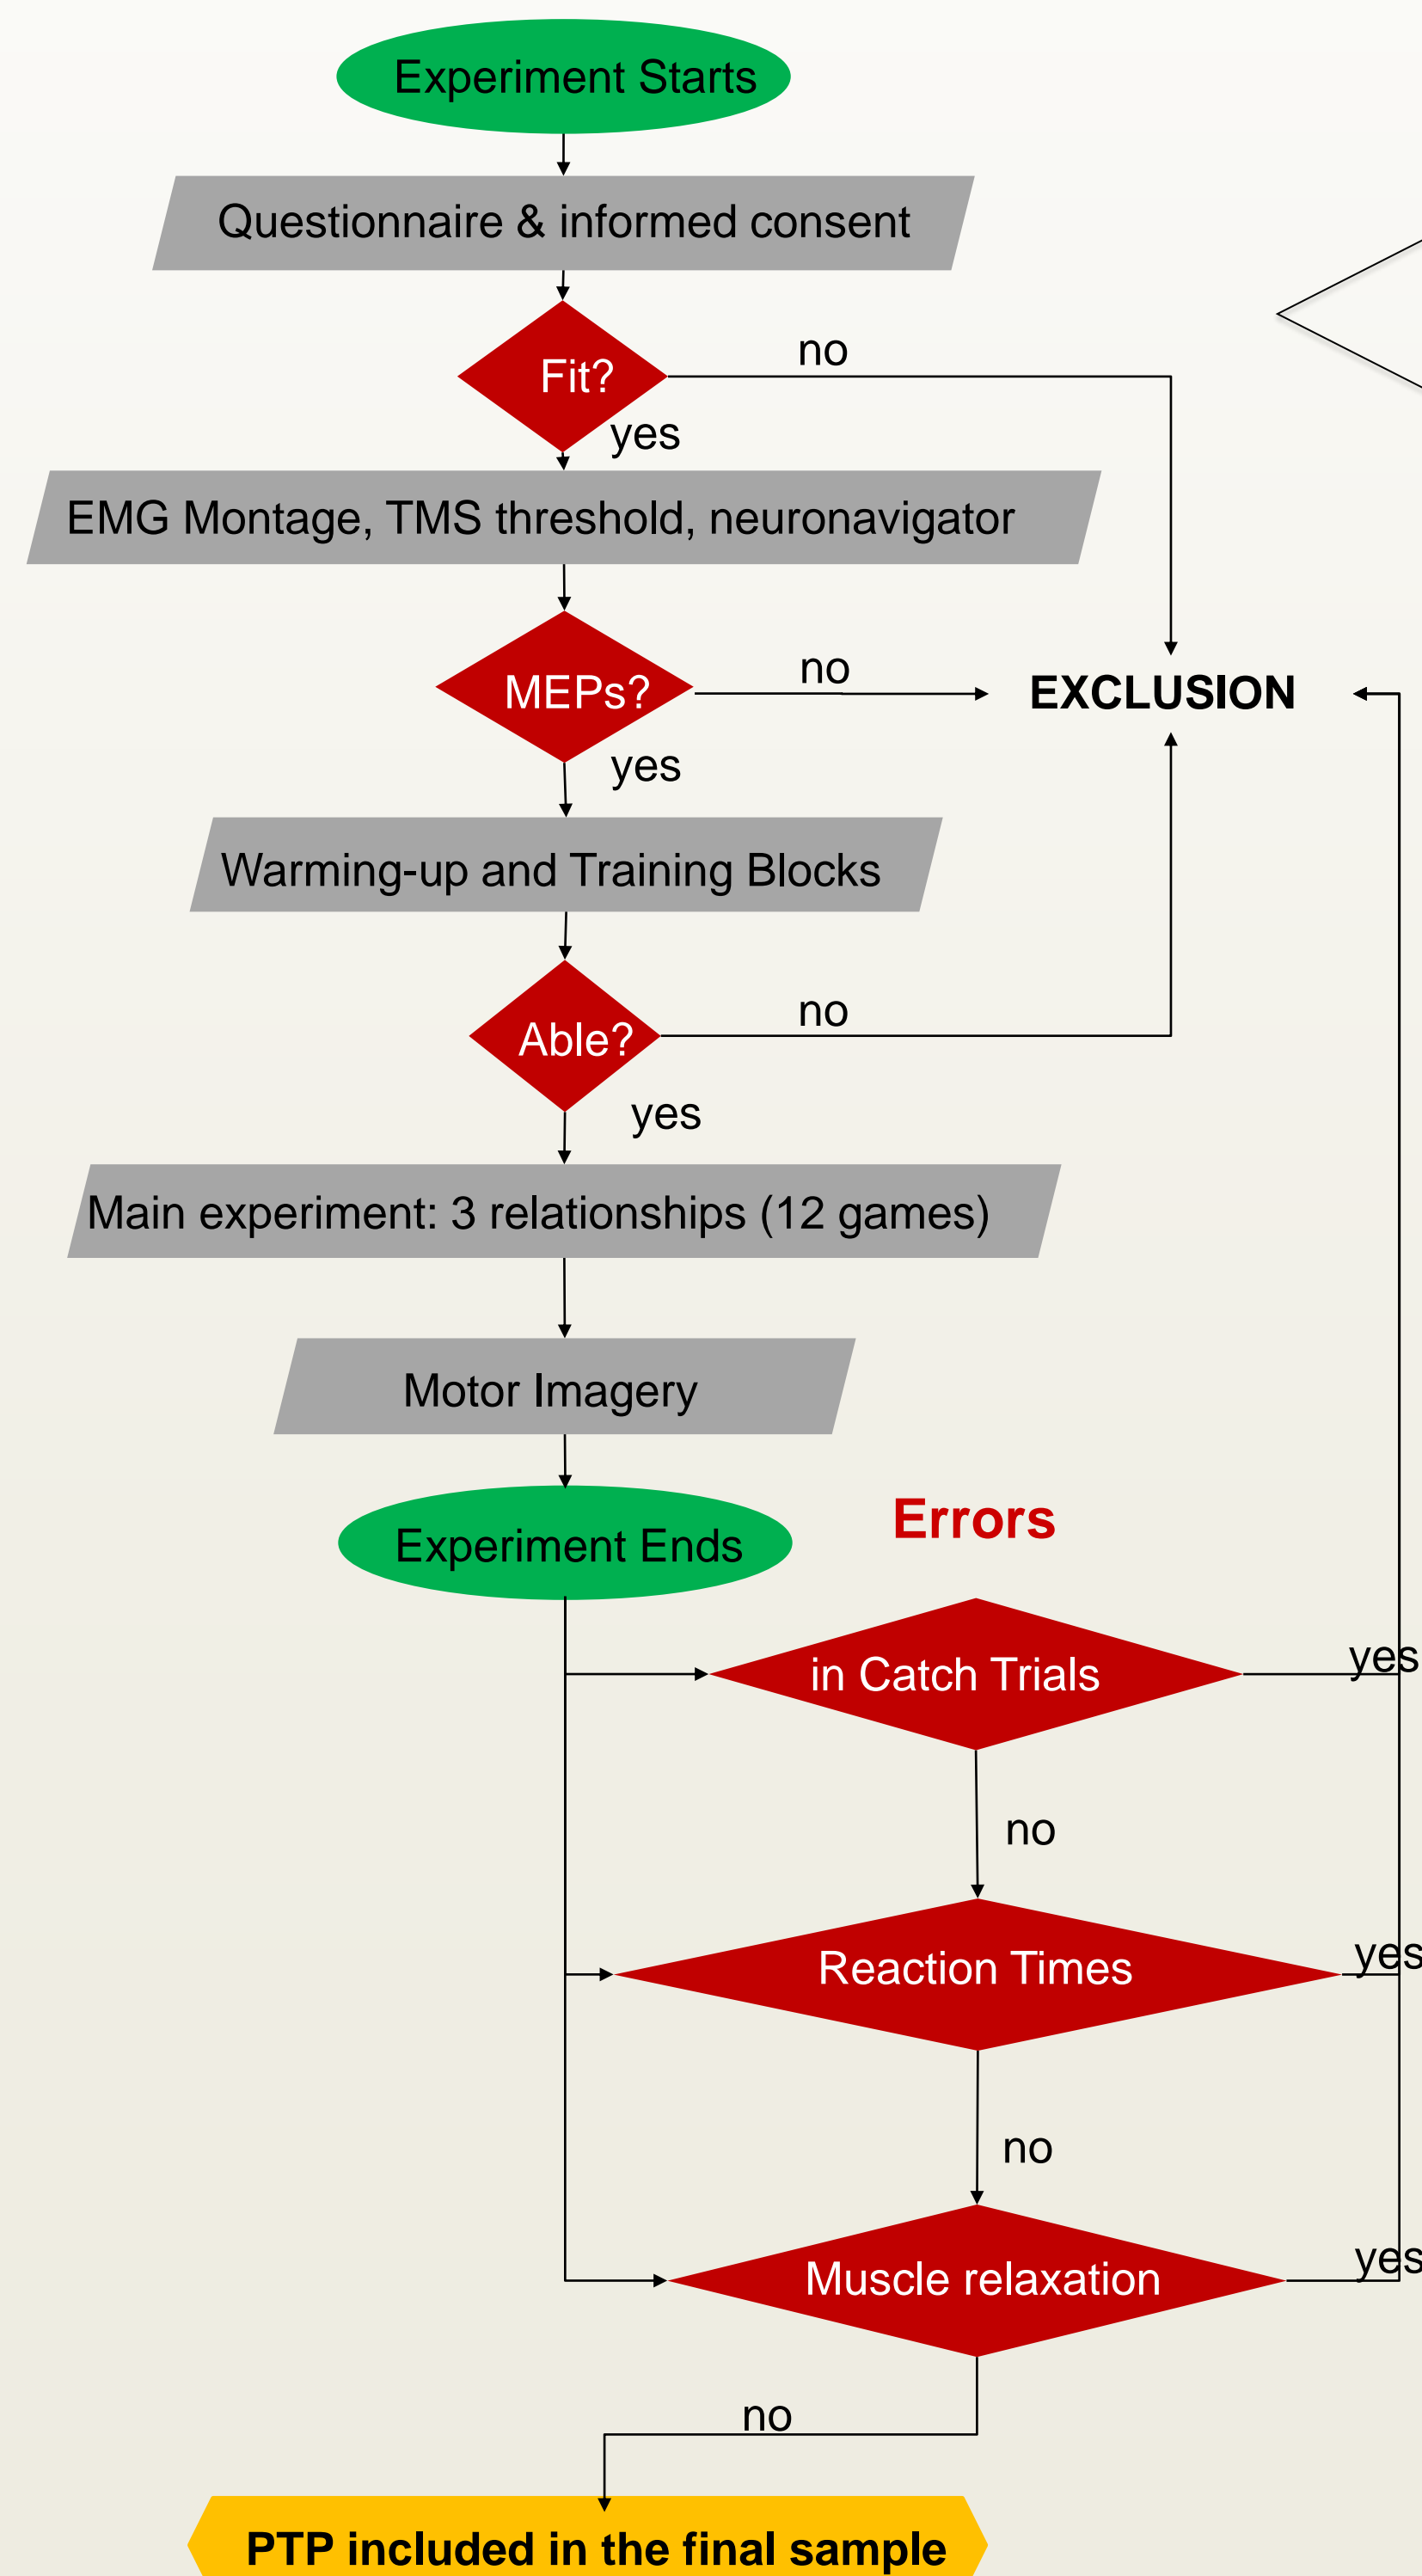 Experiment Starts
Questionnaire & informed consent
no
Fit?
yes
EMG Montage, TMS threshold, neuronavigator
no
MEPs?
EXCLUSION
yes
Warming-up and Training Blocks
no
Able?
yes
Main experiment: 3 relationships (12 games)
Motor Imagery
Errors
Experiment Ends
in Catch Trials
yes
no
Reaction Times
yes
no
Muscle relaxation
yes
no
PTP included in the final sample